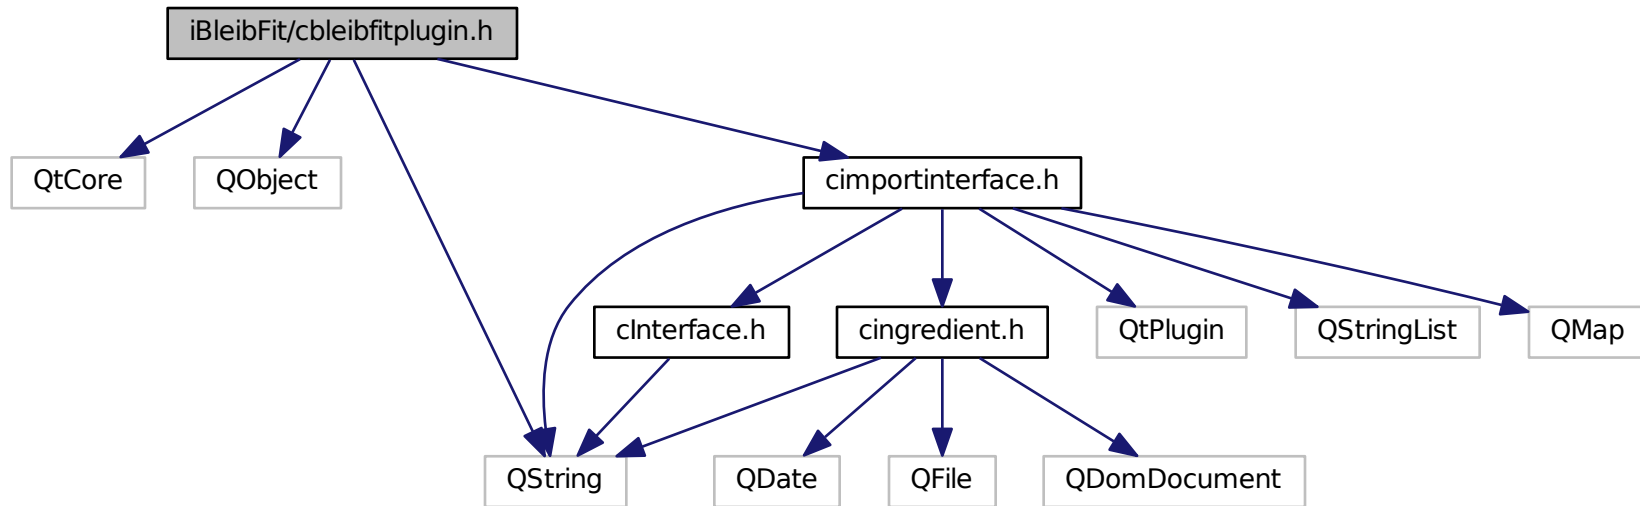 iBleibFit/cbleibfitplugin.h
QtCore
QObject
cimportinterface.h
cInterface.h
cingredient.h
QtPlugin
QStringList
QMap
QString
QDate
QFile
QDomDocument